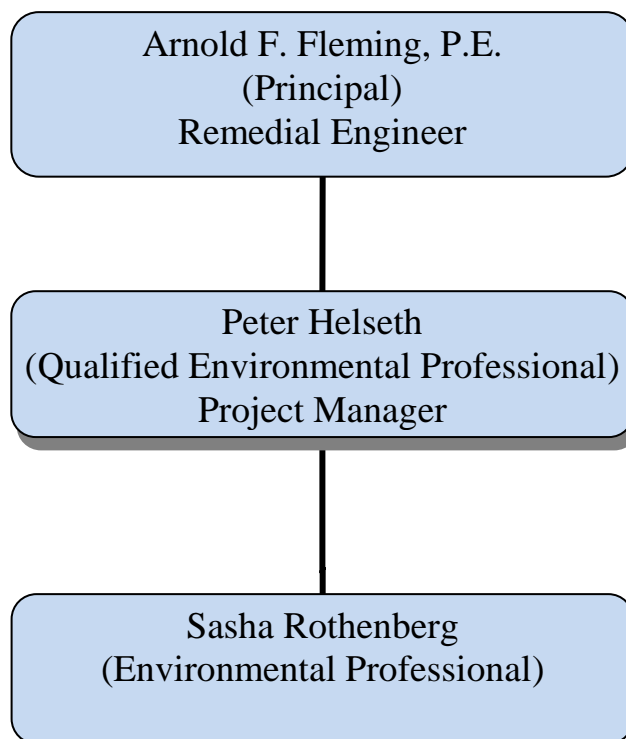 Arnold F. Fleming, P.E.
(Principal)
Remedial Engineer
Peter Helseth
(Qualified Environmental Professional)
Project Manager
Sasha Rothenberg
(Environmental Professional)